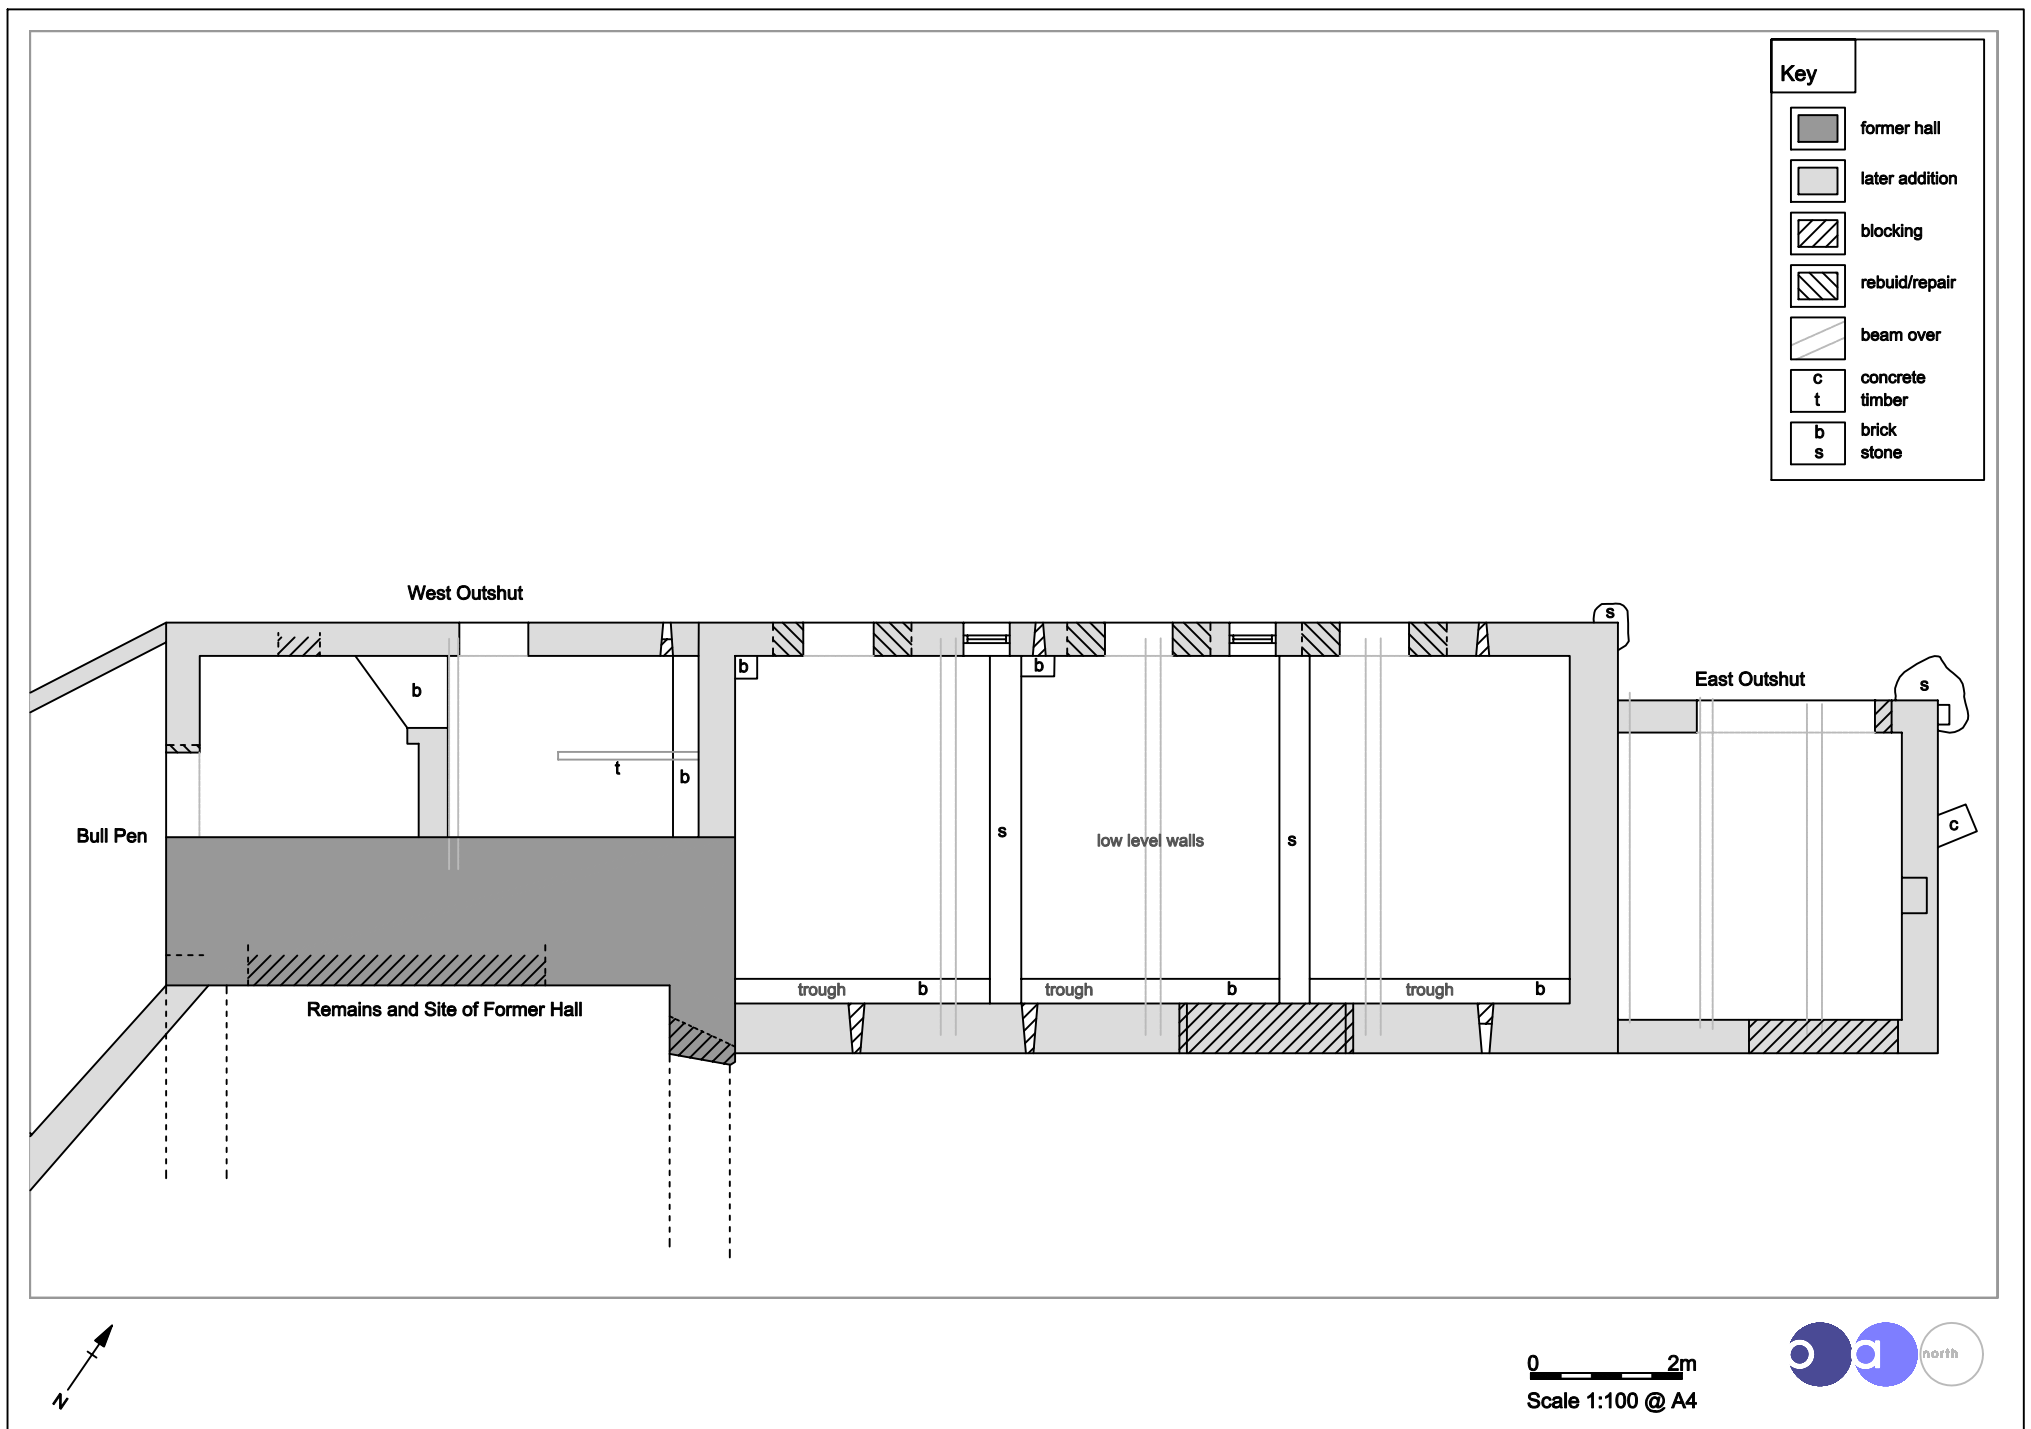 Key
former hall
later addition
blocking
rebuid/repair
beam over
c concrete
t timber
b brick
s stone
West Outshut
s
b
b
b
East Outshut
s
t
b
s
low level walls
s
c
Bull Pen
trough b
trough b
trough b
Remains and Site of Former Hall
N
0 2m
Scale 1:100 @ A4
oa north